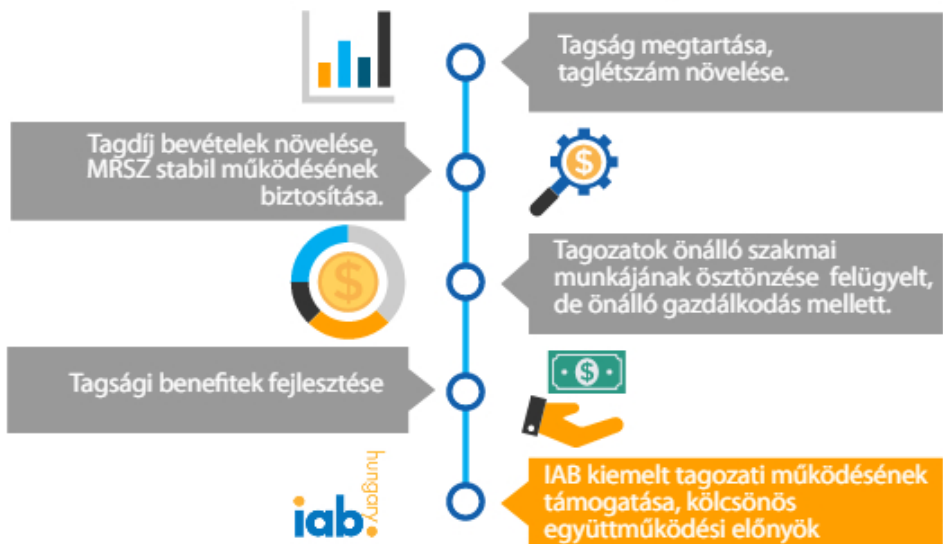 Tagság megtartása,
taglétszám növelése.
Tagdíj bevételek növelése,
MRSZ stabil működésének
biztosítása.
$
$
Tagozatok önálló szakmai
munkájának ösztönzése felügyelt,
de önálló gazdálkodás mellett.
Tagsági benefitek fejlesztése
$
iab
hungary
IAB kiemelt tagozati működésének
támogatása, kölcsönös
együttműködési előnyök